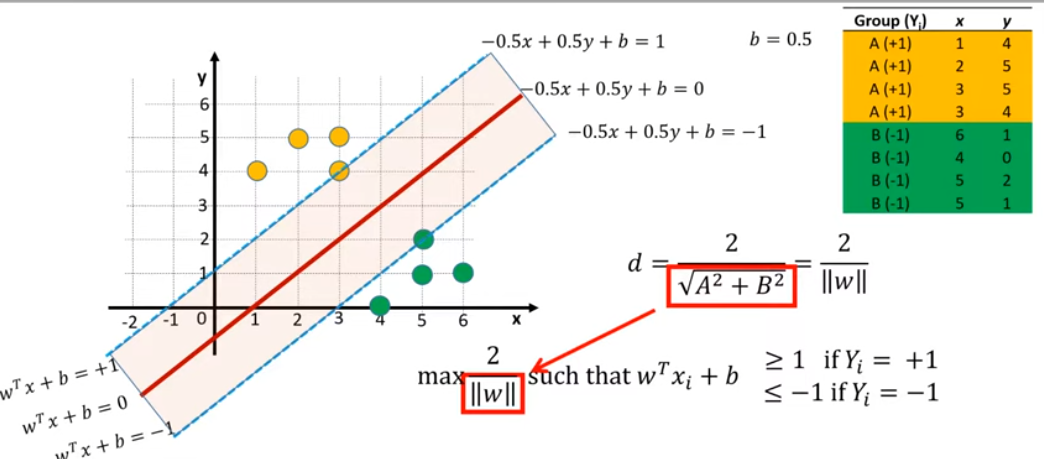 −0.5x + 0.5y + b = 1
b = 0.5
−0.5x + 0.5y + b = 0
−0.5x + 0.5y + b = −1
Group (Yᵢ) x y
A (+1) 1 4
A (+1) 2 5
A (+1) 3 5
A (+1) 3 4
B (-1) 6 1
B (-1) 4 0
B (-1) 5 2
B (-1) 5 1
y
6
5
4
3
2
1
-2 -1 0 1 2 3 4 5 6 x
d = 2 / √A² + B² = 2 / ‖w‖
wᵀx + b = +1
wᵀx + b = 0
wᵀx + b = −1
max 2 / ‖w‖ such that wᵀxᵢ + b
≥ 1 if Yᵢ = +1
≤ −1 if Yᵢ = −1